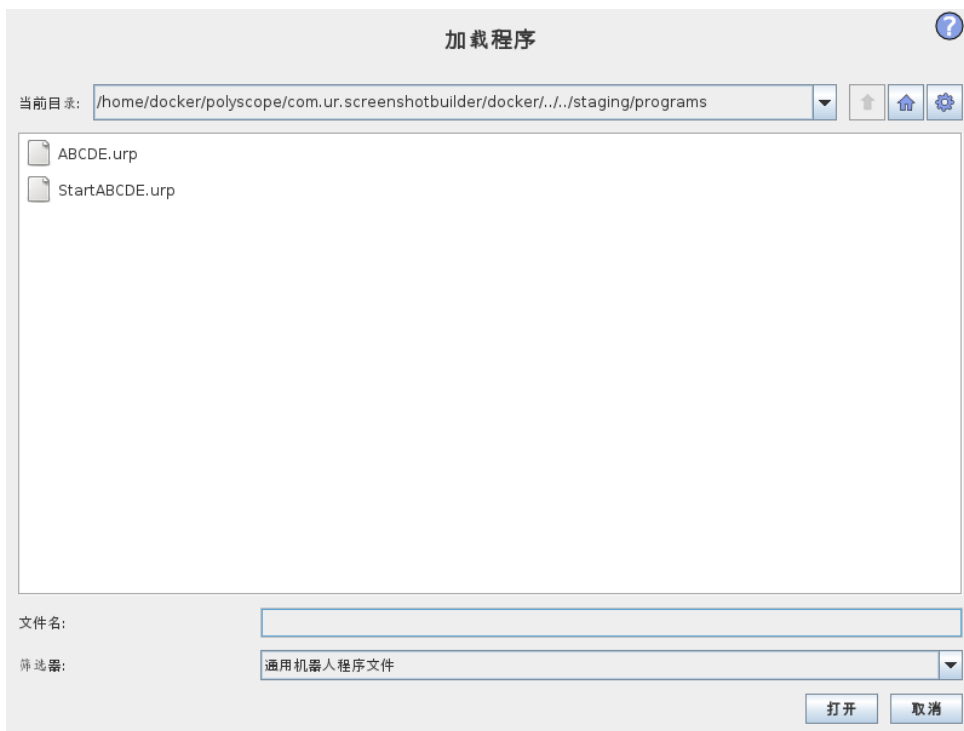 加载程序
?
当前目录: /home/docker/polyscope/com.ur.screenshotbuilder/docker/../../staging/programs
ABCDE.urp
StartABCDE.urp
文件名:
筛选器: 通用机器人程序文件
打开 取消